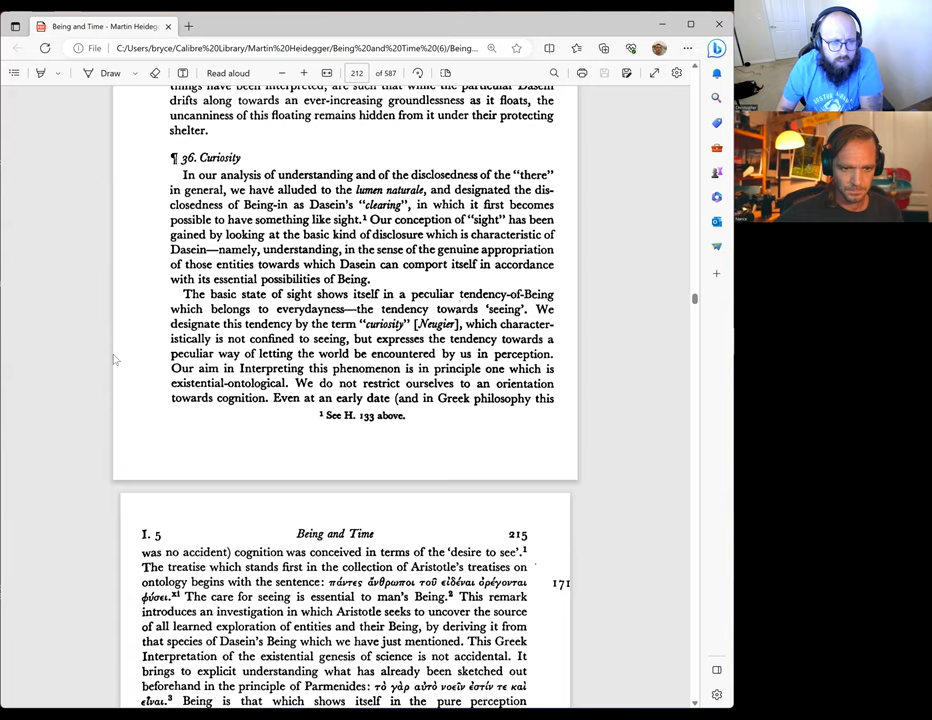 Being and Time - Martin Heideg
File
C:/Users/bryce/Calibre%20Library/Martin%20Heidegger/Being%20and%20Time%20(6)/Being...
Draw
Read aloud
212 of 587
things have been interpreted, are such that while the particular Dasein
drifts along towards an ever-increasing groundlessness as it floats, the
uncanniness of this floating remains hidden from it under their protecting
shelter.
¶ 36. Curiosity
In our analysis of understanding and of the disclosedness of the “there”
in general, we have alluded to the lumen naturale, and designated the dis-
closedness of Being-in as Dasein’s “clearing”, in which it first becomes
possible to have something like sight.¹ Our conception of “sight” has been
gained by looking at the basic kind of disclosure which is characteristic of
Dasein—namely, understanding, in the sense of the genuine appropriation
of those entities towards which Dasein can comport itself in accordance
with its essential possibilities of Being.
The basic state of sight shows itself in a peculiar tendency-of-Being
which belongs to everydayness—the tendency towards ‘seeing’. We
designate this tendency by the term “curiosity” [Neugier], which character-
istically is not confined to seeing, but expresses the tendency towards a
peculiar way of letting the world be encountered by us in perception.
Our aim in Interpreting this phenomenon is in principle one which is
existential-ontological. We do not restrict ourselves to an orientation
towards cognition. Even at an early date (and in Greek philosophy this
¹ See H. 133 above.
I. 5 Being and Time 215
was no accident) cognition was conceived in terms of the ‘desire to see’.¹
The treatise which stands first in the collection of Aristotle’s treatises on
ontology begins with the sentence: πάντες ἄνθρωποι τοῦ εἰδέναι ὀρέγονται 171
φύσει.ˣⁱ The care for seeing is essential to man’s Being.² This remark
introduces an investigation in which Aristotle seeks to uncover the source
of all learned exploration of entities and their Being, by deriving it from
that species of Dasein’s Being which we have just mentioned. This Greek
Interpretation of the existential genesis of science is not accidental. It
brings to explicit understanding what has already been sketched out
beforehand in the principle of Parmenides: τὸ γὰρ αὐτὸ νοεῖν ἐστίν τε καὶ
εἶναι.³ Being is that which shows itself in the pure perception